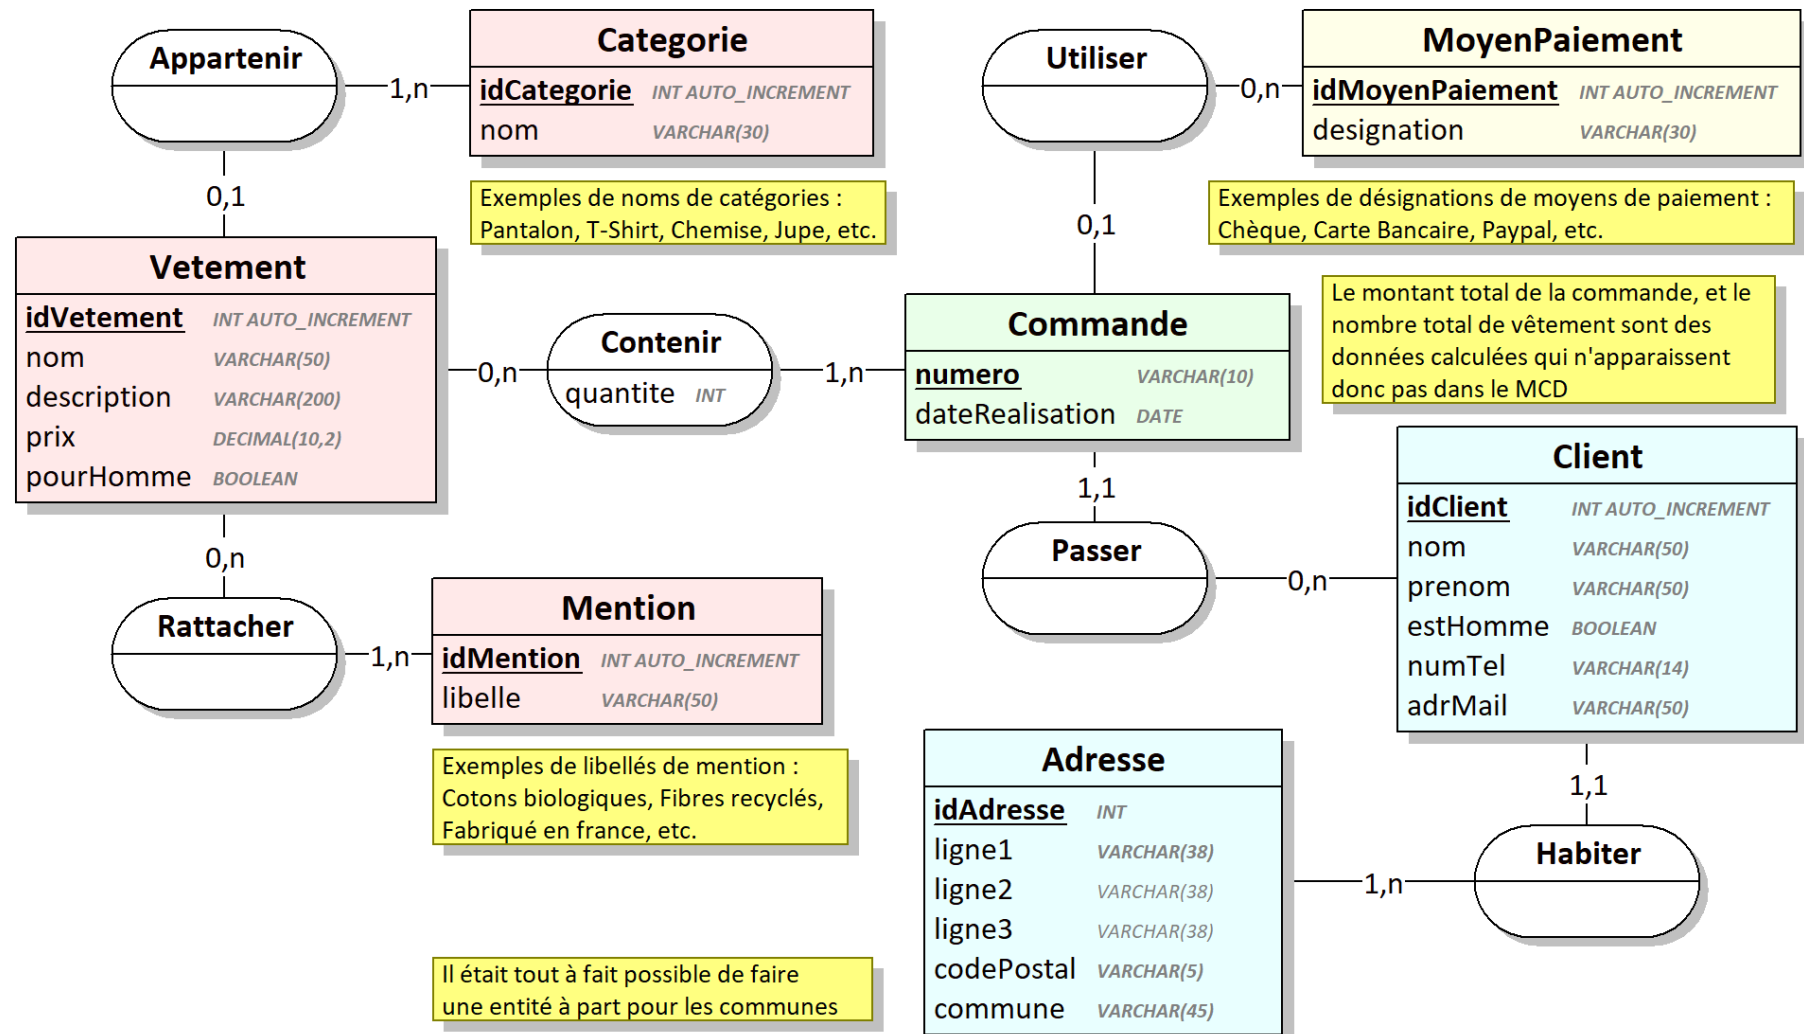 Appartenir
1,n
Categorie
idCategorie INT AUTO_INCREMENT
nom VARCHAR(30)
Exemples de noms de catégories :
Pantalon, T-Shirt, Chemise, Jupe, etc.
Utiliser
0,n
MoyenPaiement
idMoyenPaiement INT AUTO_INCREMENT
designation VARCHAR(30)
Exemples de désignations de moyens de paiement :
Chèque, Carte Bancaire, Paypal, etc.
0,1
0,1
Vetement
idVetement INT AUTO_INCREMENT
nom VARCHAR(50)
description VARCHAR(200)
prix DECIMAL(10,2)
pourHomme BOOLEAN
0,n
Contenir
quantite INT
1,n
Commande
numero VARCHAR(10)
dateRealisation DATE
Le montant total de la commande, et le
nombre total de vêtement sont des
données calculées qui n'apparaissent
donc pas dans le MCD
1,1
Passer
0,n
Client
idClient INT AUTO_INCREMENT
nom VARCHAR(50)
prenom VARCHAR(50)
estHomme BOOLEAN
numTel VARCHAR(14)
adrMail VARCHAR(50)
0,n
Rattacher
1,n
Mention
idMention INT AUTO_INCREMENT
libelle VARCHAR(50)
Exemples de libellés de mention :
Cotons biologiques, Fibres recyclés,
Fabriqué en france, etc.
1,1
Habiter
1,n
Adresse
idAdresse INT
ligne1 VARCHAR(38)
ligne2 VARCHAR(38)
ligne3 VARCHAR(38)
codePostal VARCHAR(5)
commune VARCHAR(45)
Il était tout à fait possible de faire
une entité à part pour les communes